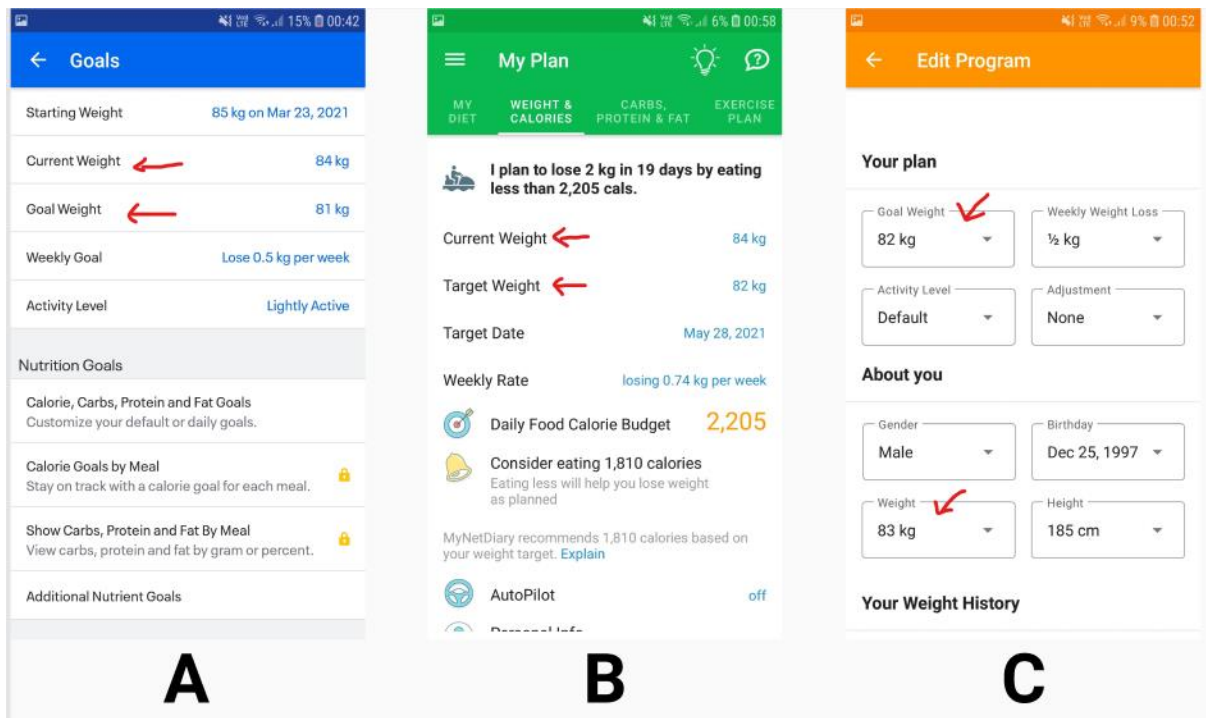 15% 00:42
Goals
Starting Weight 85 kg on Mar 23, 2021
Current Weight 84 kg
Goal Weight 81 kg
Weekly Goal Lose 0.5 kg per week
Activity Level Lightly Active
Nutrition Goals
Calorie, Carbs, Protein and Fat Goals
Customize your default or daily goals.
Calorie Goals by Meal
Stay on track with a calorie goal for each meal.
Show Carbs, Protein and Fat By Meal
View carbs, protein and fat by gram or percent.
Additional Nutrient Goals
A
6% 00:58
My Plan
MY DIET
WEIGHT & CALORIES
CARBS, PROTEIN & FAT
EXERCISE PLAN
I plan to lose 2 kg in 19 days by eating
less than 2,205 cals.
Current Weight 84 kg
Target Weight 82 kg
Target Date May 28, 2021
Weekly Rate losing 0.74 kg per week
Daily Food Calorie Budget 2,205
Consider eating 1,810 calories
Eating less will help you lose weight
as planned
MyNetDiary recommends 1,810 calories based on
your weight target. Explain
AutoPilot off
B
9% 00:52
Edit Program
Your plan
Goal Weight Weekly Weight Loss
82 kg ½ kg
Activity Level Adjustment
Default None
About you
Gender Birthday
Male Dec 25, 1997
Weight Height
83 kg 185 cm
Your Weight History
C